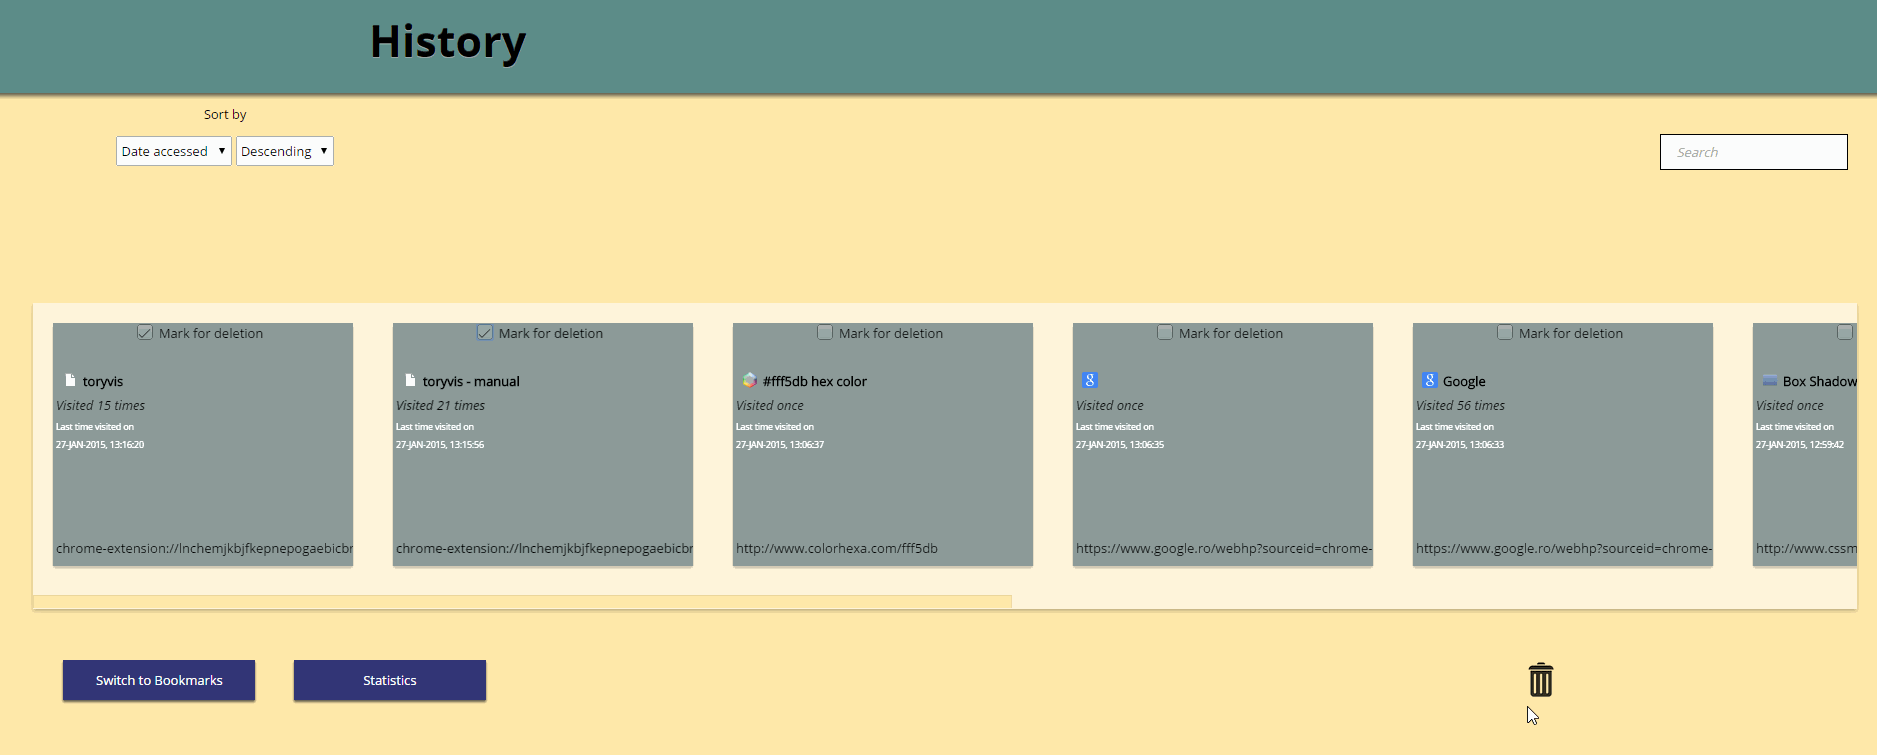 History
Sort by
Date accessed Descending
Search
Mark for deletion
toryvis
Visited 15 times
Last time visited on
27-JAN-2015, 13:16:20
chrome-extension://lnchemjkbjfkepnepogaebicbr
Mark for deletion
toryvis - manual
Visited 21 times
Last time visited on
27-JAN-2015, 13:15:56
chrome-extension://lnchemjkbjfkepnepogaebicbr
Mark for deletion
#fff5db hex color
Visited once
Last time visited on
27-JAN-2015, 13:06:37
http://www.colorhexa.com/fff5db
Mark for deletion
8
Visited once
Last time visited on
27-JAN-2015, 13:06:35
https://www.google.ro/webhp?sourceid=chrome-
Mark for deletion
8 Google
Visited 56 times
Last time visited on
27-JAN-2015, 13:06:33
https://www.google.ro/webhp?sourceid=chrome-
Box Shadow
Visited once
Last time visited on
27-JAN-2015, 12:59:42
http://www.cssm
Switch to Bookmarks
Statistics